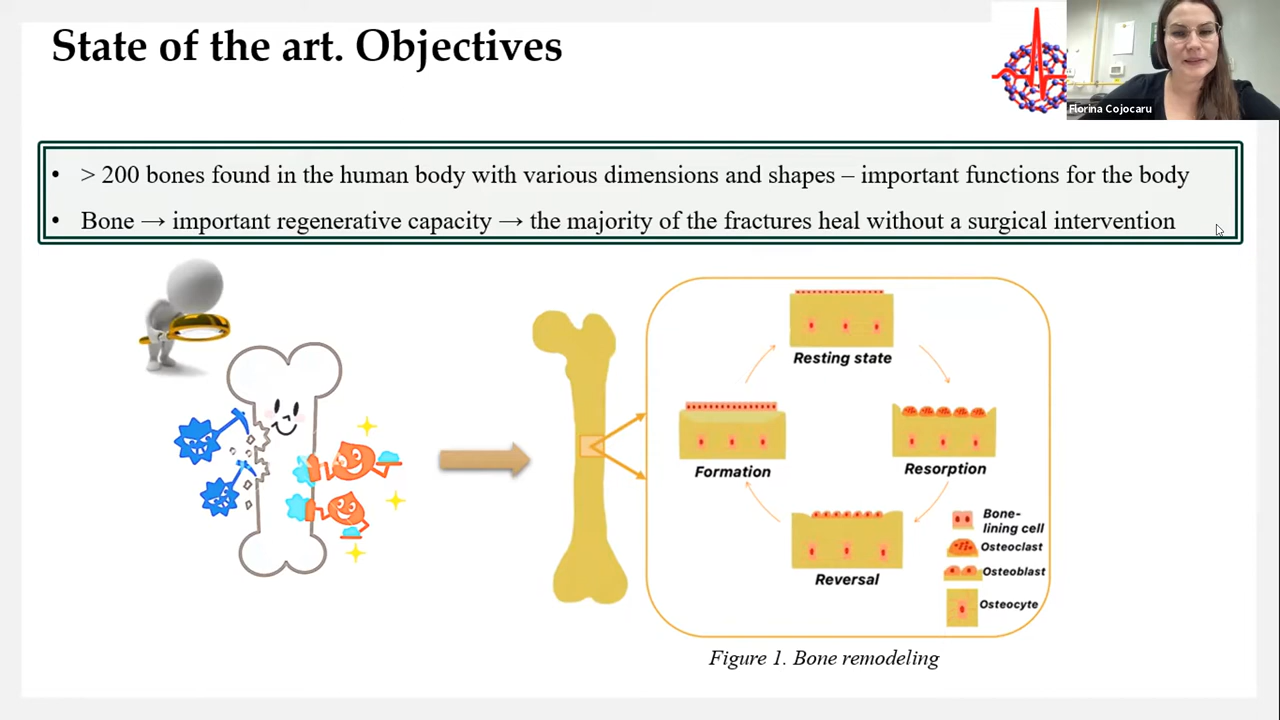 State of the art. Objectives
Florina Cojocaru
• > 200 bones found in the human body with various dimensions and shapes – important functions for the body
• Bone → important regenerative capacity → the majority of the fractures heal without a surgical intervention
Resting state
Formation
Resorption
Reversal
Bone-
lining cell
Osteoclast
Osteoblast
Osteocyte
Figure 1. Bone remodeling